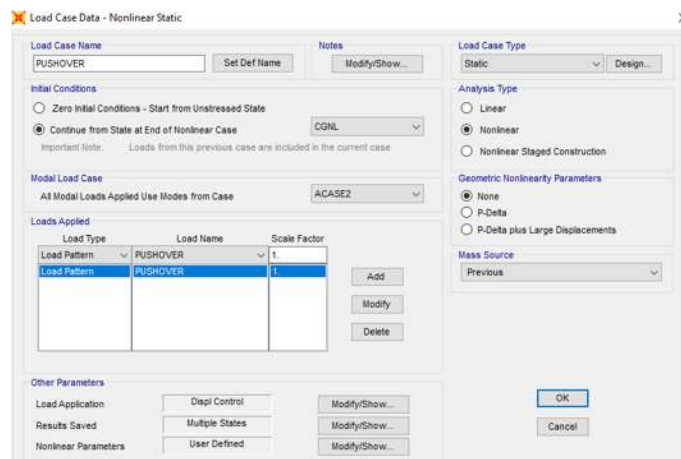 Load Case Data - Nonlinear Static
Load Case Name
PUSHOVER
Set Def Name
Notes
Modify/Show...
Load Case Type
Static
Design...
Initial Conditions
Zero Initial Conditions - Start from Unstressed State
Continue from State at End of Nonlinear Case
CGNL
Important Note: Loads from this previous case are included in the current case
Analysis Type
Linear
Nonlinear
Nonlinear Staged Construction
Modal Load Case
All Modal Loads Applied Use Modes from Case
ACASE2
Geometric Nonlinearity Parameters
None
P-Delta
P-Delta plus Large Displacements
Loads Applied
Load Type Load Name Scale Factor
Load Pattern PUSHOVER 1.
Load Pattern PUSHOVER 1.
Add
Modify
Delete
Mass Source
Previous
Other Parameters
Load Application Displ Control Modify/Show...
Results Saved Multiple States Modify/Show...
Nonlinear Parameters User Defined Modify/Show...
OK
Cancel